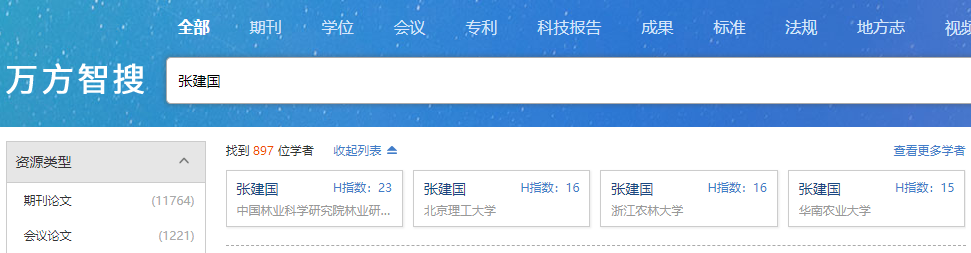 全部 期刊 学位 会议 专利 科技报告 成果 标准 法规 地方志 视频
万方智搜
张建国
资源类型
期刊论文 (11764)
会议论文 (1221)
找到 897 位学者 收起列表 查看更多学者
张建国 H指数：23
中国林业科学研究院林业研...
张建国 H指数：16
北京理工大学
张建国 H指数：16
浙江农林大学
张建国 H指数：15
华南农业大学